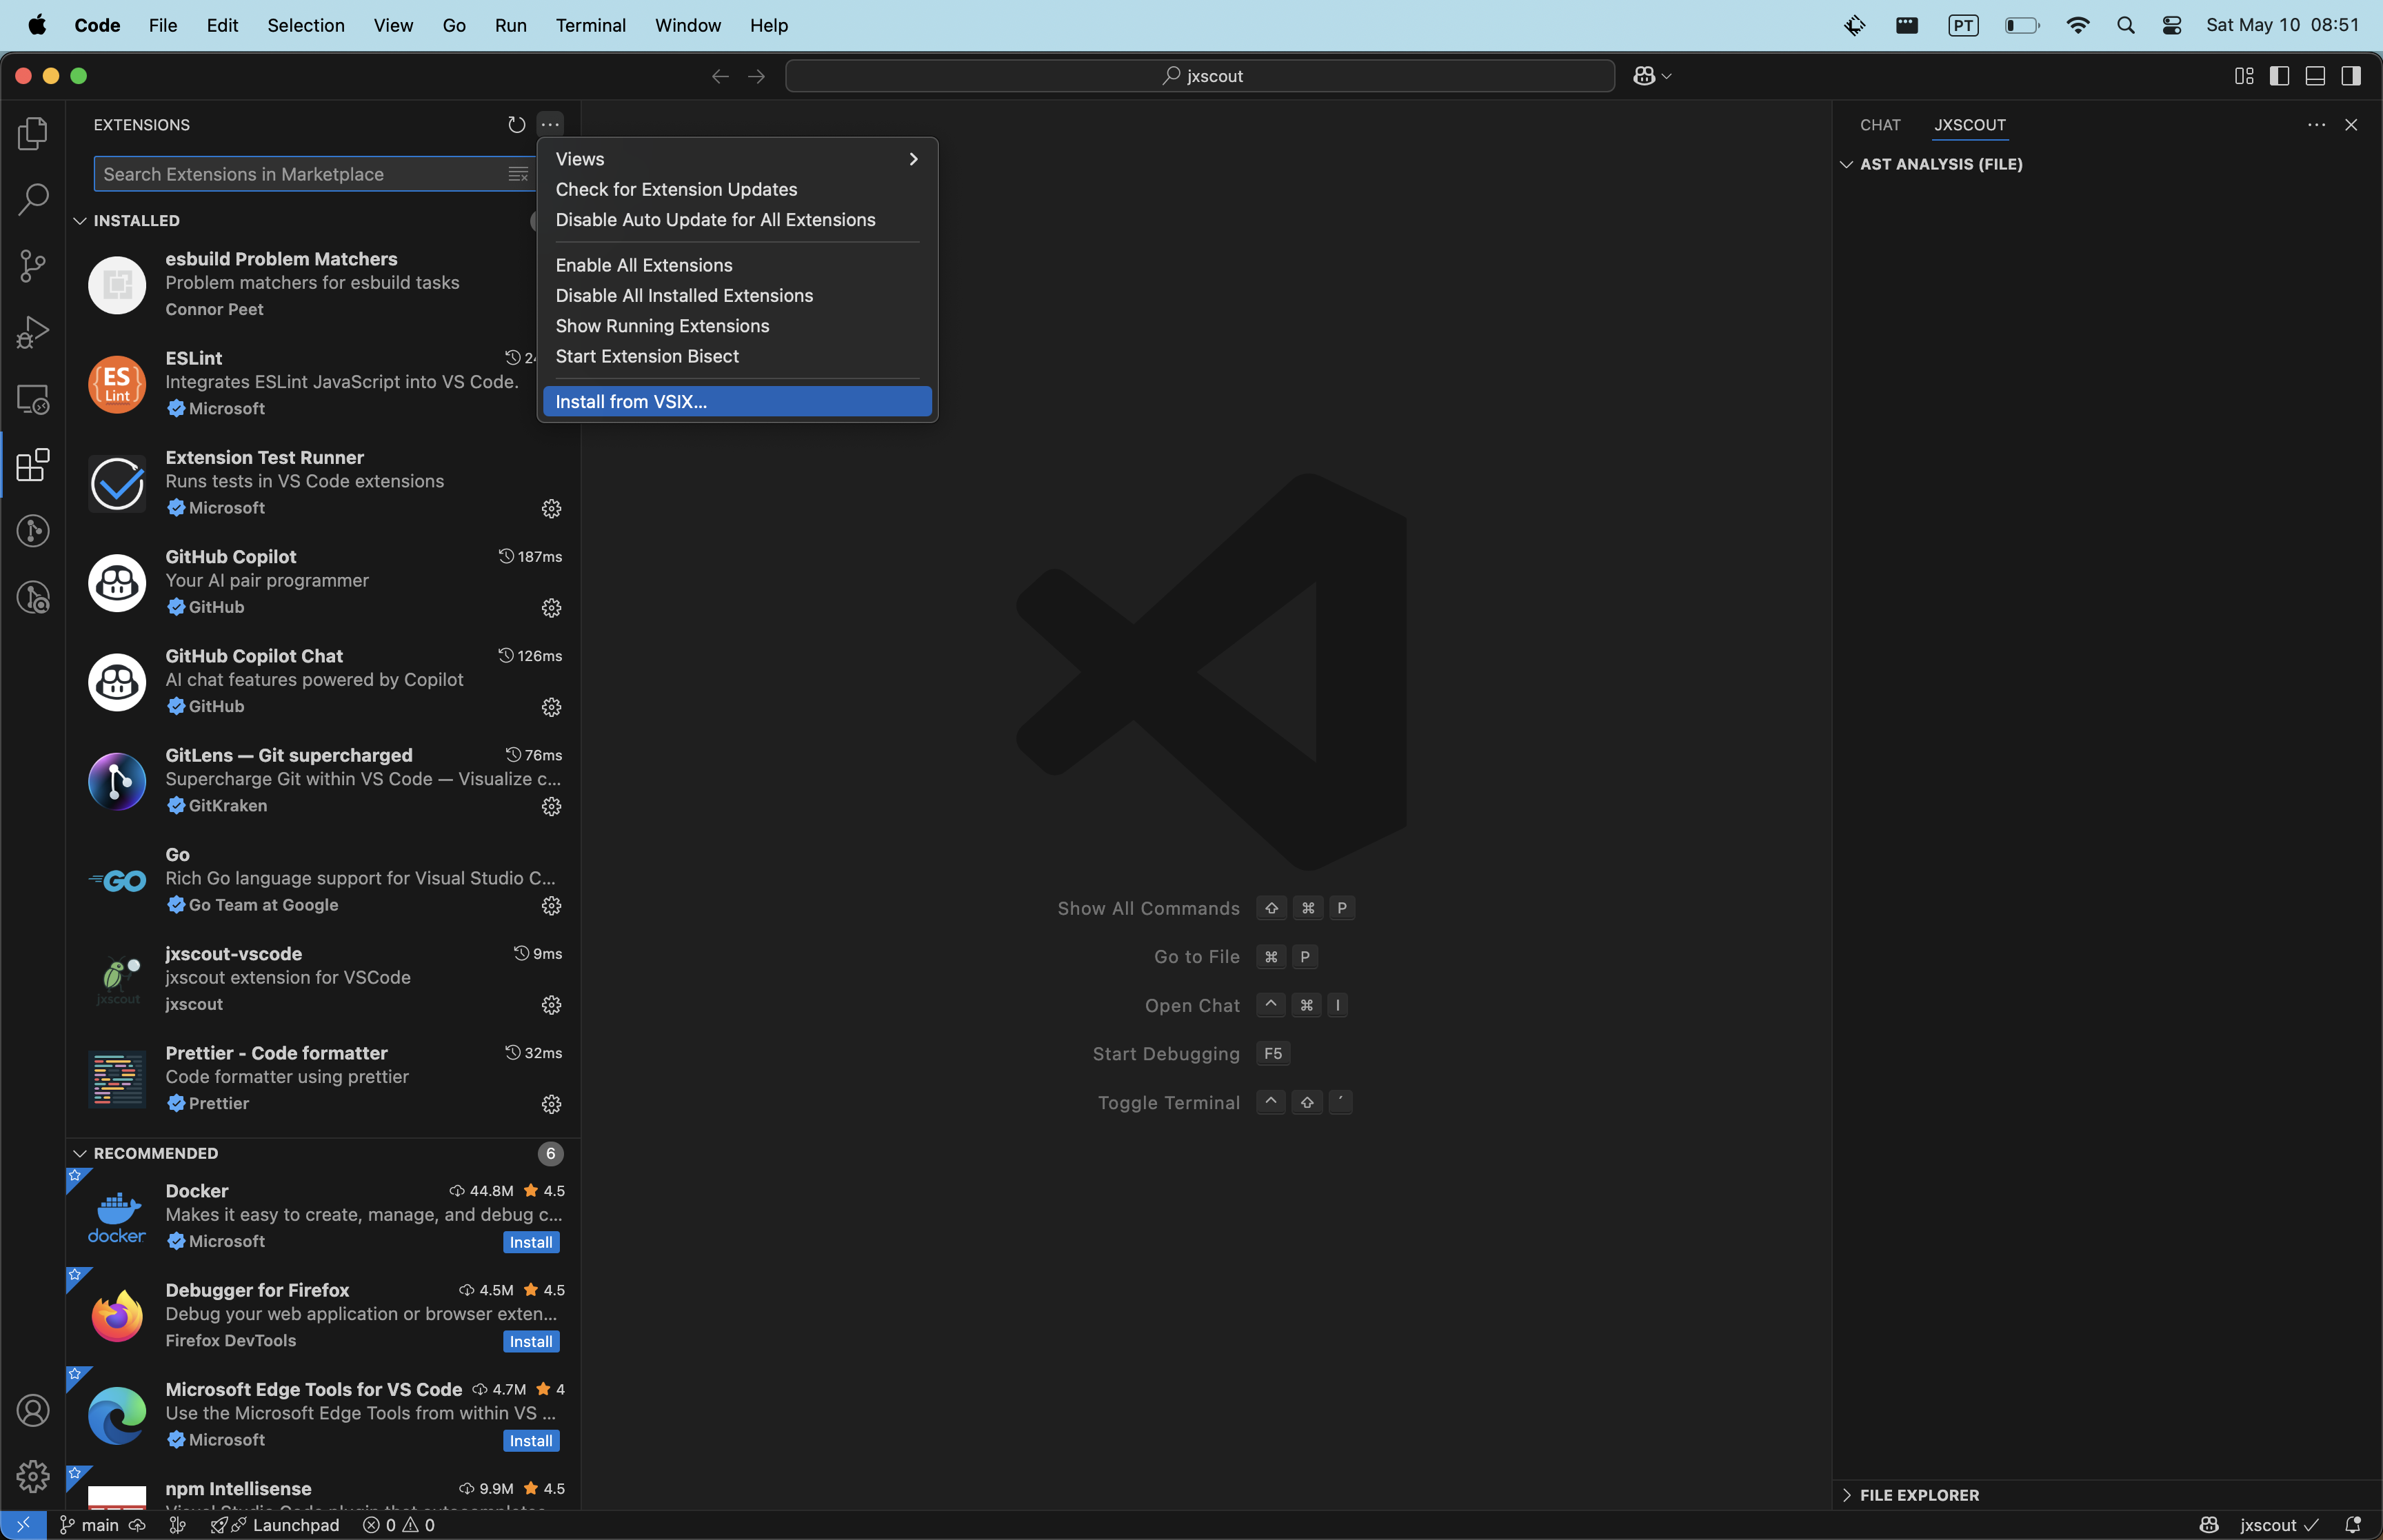 Code File Edit Selection View Go Run Terminal Window Help PT Sat May 10 08:51
jxscout
EXTENSIONS
Search Extensions in Marketplace
INSTALLED
esbuild Problem Matchers
Problem matchers for esbuild tasks
Connor Peet
ESLint
Integrates ESLint JavaScript into VS Code.
Microsoft
ES
Lint
Extension Test Runner
Runs tests in VS Code extensions
Microsoft
GitHub Copilot 187ms
Your AI pair programmer
GitHub
GitHub Copilot Chat 126ms
AI chat features powered by Copilot
GitHub
GitLens — Git supercharged 76ms
Supercharge Git within VS Code — Visualize c...
GitKraken
Go
Rich Go language support for Visual Studio C...
Go Team at Google
GO
jxscout-vscode 9ms
jxscout extension for VSCode
jxscout
jxscout
Prettier - Code formatter 32ms
Code formatter using prettier
Prettier
RECOMMENDED 6
Docker 44.8M 4.5
Makes it easy to create, manage, and debug c...
Microsoft Install
docker
Debugger for Firefox 4.5M 4.5
Debug your web application or browser exten...
Firefox DevTools Install
Microsoft Edge Tools for VS Code 4.7M 4
Use the Microsoft Edge Tools from within VS ...
Microsoft Install
npm Intellisense 9.9M 4.5
Views
Check for Extension Updates
Disable Auto Update for All Extensions
Enable All Extensions
Disable All Installed Extensions
Show Running Extensions
Start Extension Bisect
Install from VSIX...
Show All Commands ⇧ ⌘ P
Go to File ⌘ P
Open Chat ^ ⌘ I
Start Debugging F5
Toggle Terminal ^ ⇧ ´
CHAT JXSCOUT
AST ANALYSIS (FILE)
FILE EXPLORER
main Launchpad 0 0 jxscout